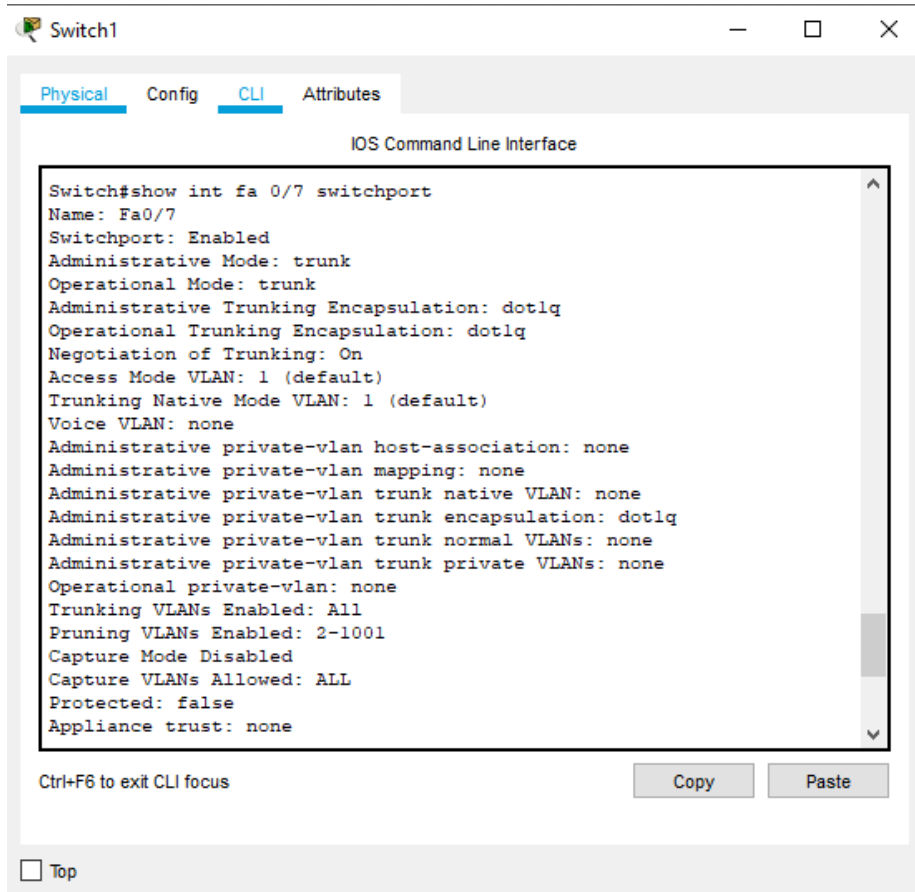 Switch1
Physical Config CLI Attributes
IOS Command Line Interface
Switch#show int fa 0/7 switchport
Name: Fa0/7
Switchport: Enabled
Administrative Mode: trunk
Operational Mode: trunk
Administrative Trunking Encapsulation: dot1q
Operational Trunking Encapsulation: dot1q
Negotiation of Trunking: On
Access Mode VLAN: 1 (default)
Trunking Native Mode VLAN: 1 (default)
Voice VLAN: none
Administrative private-vlan host-association: none
Administrative private-vlan mapping: none
Administrative private-vlan trunk native VLAN: none
Administrative private-vlan trunk encapsulation: dot1q
Administrative private-vlan trunk normal VLANs: none
Administrative private-vlan trunk private VLANs: none
Operational private-vlan: none
Trunking VLANs Enabled: All
Pruning VLANs Enabled: 2-1001
Capture Mode Disabled
Capture VLANs Allowed: ALL
Protected: false
Appliance trust: none
Ctrl+F6 to exit CLI focus
Copy Paste
Top